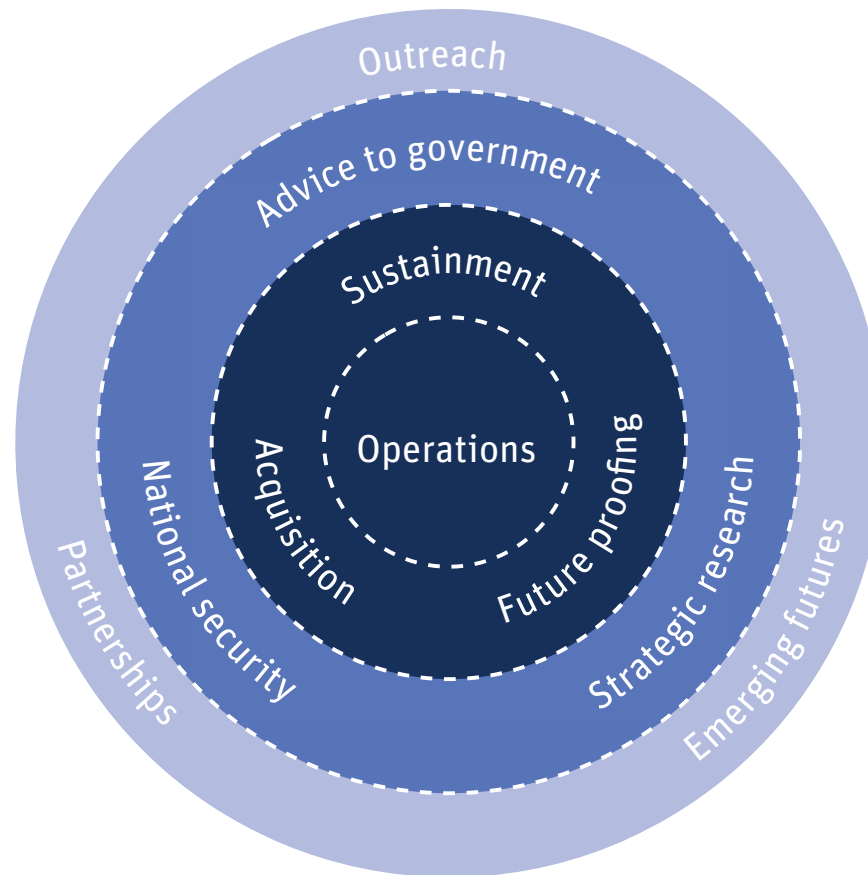 Outreach
Advice to government
Sustainment
Operations
Acquisition
Future proofing
National security
Strategic research
Partnerships
Emerging futures